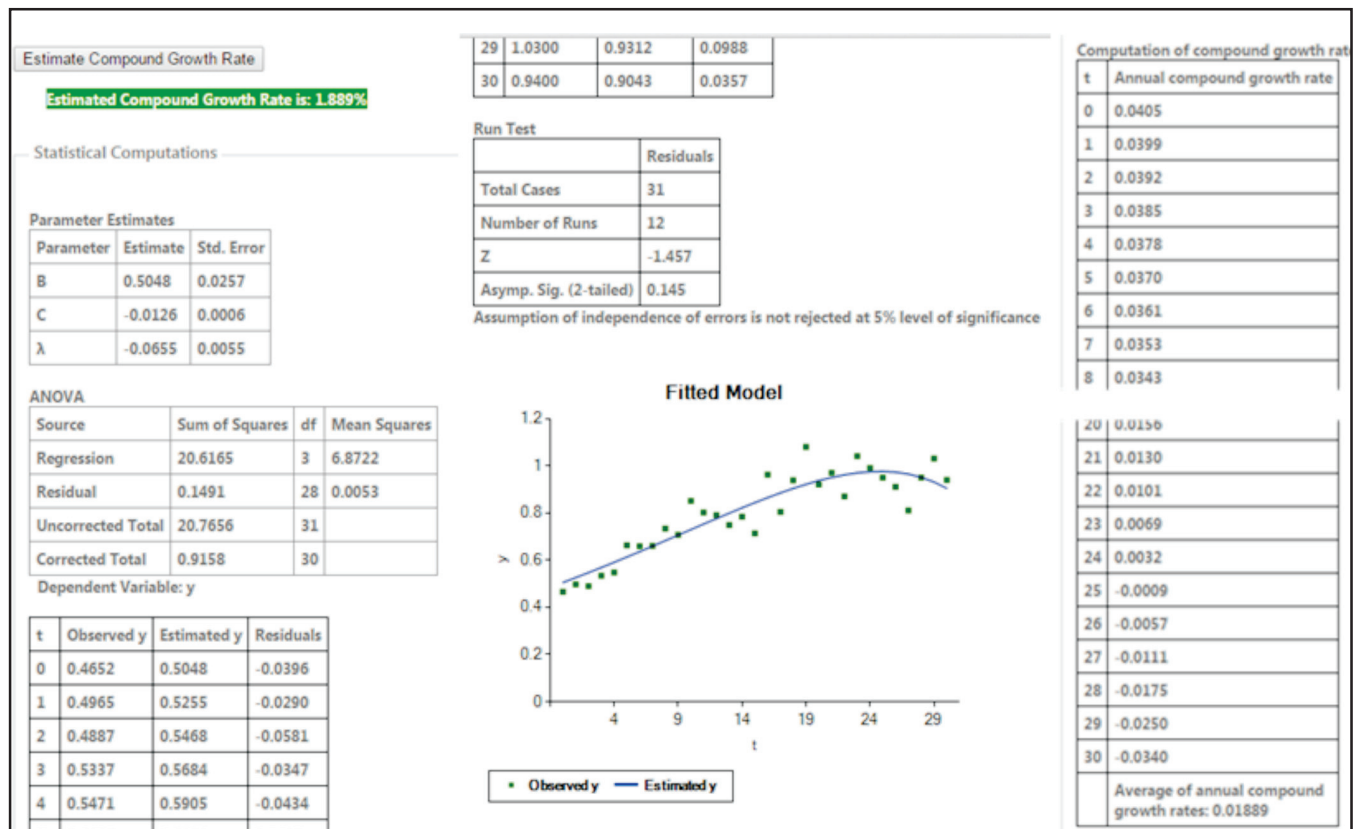 Estimate Compound Growth Rate
Estimated Compound Growth Rate is: 1.889%
Statistical Computations
Parameter Estimates
Parameter Estimate Std. Error
B 0.5048 0.0257
C -0.0126 0.0006
λ -0.0655 0.0055
ANOVA
Source Sum of Squares df Mean Squares
Regression 20.6165 3 6.8722
Residual 0.1491 28 0.0053
Uncorrected Total 20.7656 31
Corrected Total 0.9158 30
Dependent Variable: y
t Observed y Estimated y Residuals
0 0.4652 0.5048 -0.0396
1 0.4965 0.5255 -0.0290
2 0.4887 0.5468 -0.0581
3 0.5337 0.5684 -0.0347
4 0.5471 0.5905 -0.0434
29 1.0300 0.9312 0.0988
30 0.9400 0.9043 0.0357
Run Test
Residuals
Total Cases 31
Number of Runs 12
Z -1.457
Asymp. Sig. (2-tailed) 0.145
Assumption of independence of errors is not rejected at 5% level of significance
Fitted Model
1.2
1
0.8
0.6
0.4
0.2
0
y
4 9 14 19 24 29
t
Observed y Estimated y
Computation of compound growth rat
t Annual compound growth rate
0 0.0405
1 0.0399
2 0.0392
3 0.0385
4 0.0378
5 0.0370
6 0.0361
7 0.0353
8 0.0343
20 0.0156
21 0.0130
22 0.0101
23 0.0069
24 0.0032
25 -0.0009
26 -0.0057
27 -0.0111
28 -0.0175
29 -0.0250
30 -0.0340
Average of annual compound
growth rates: 0.01889